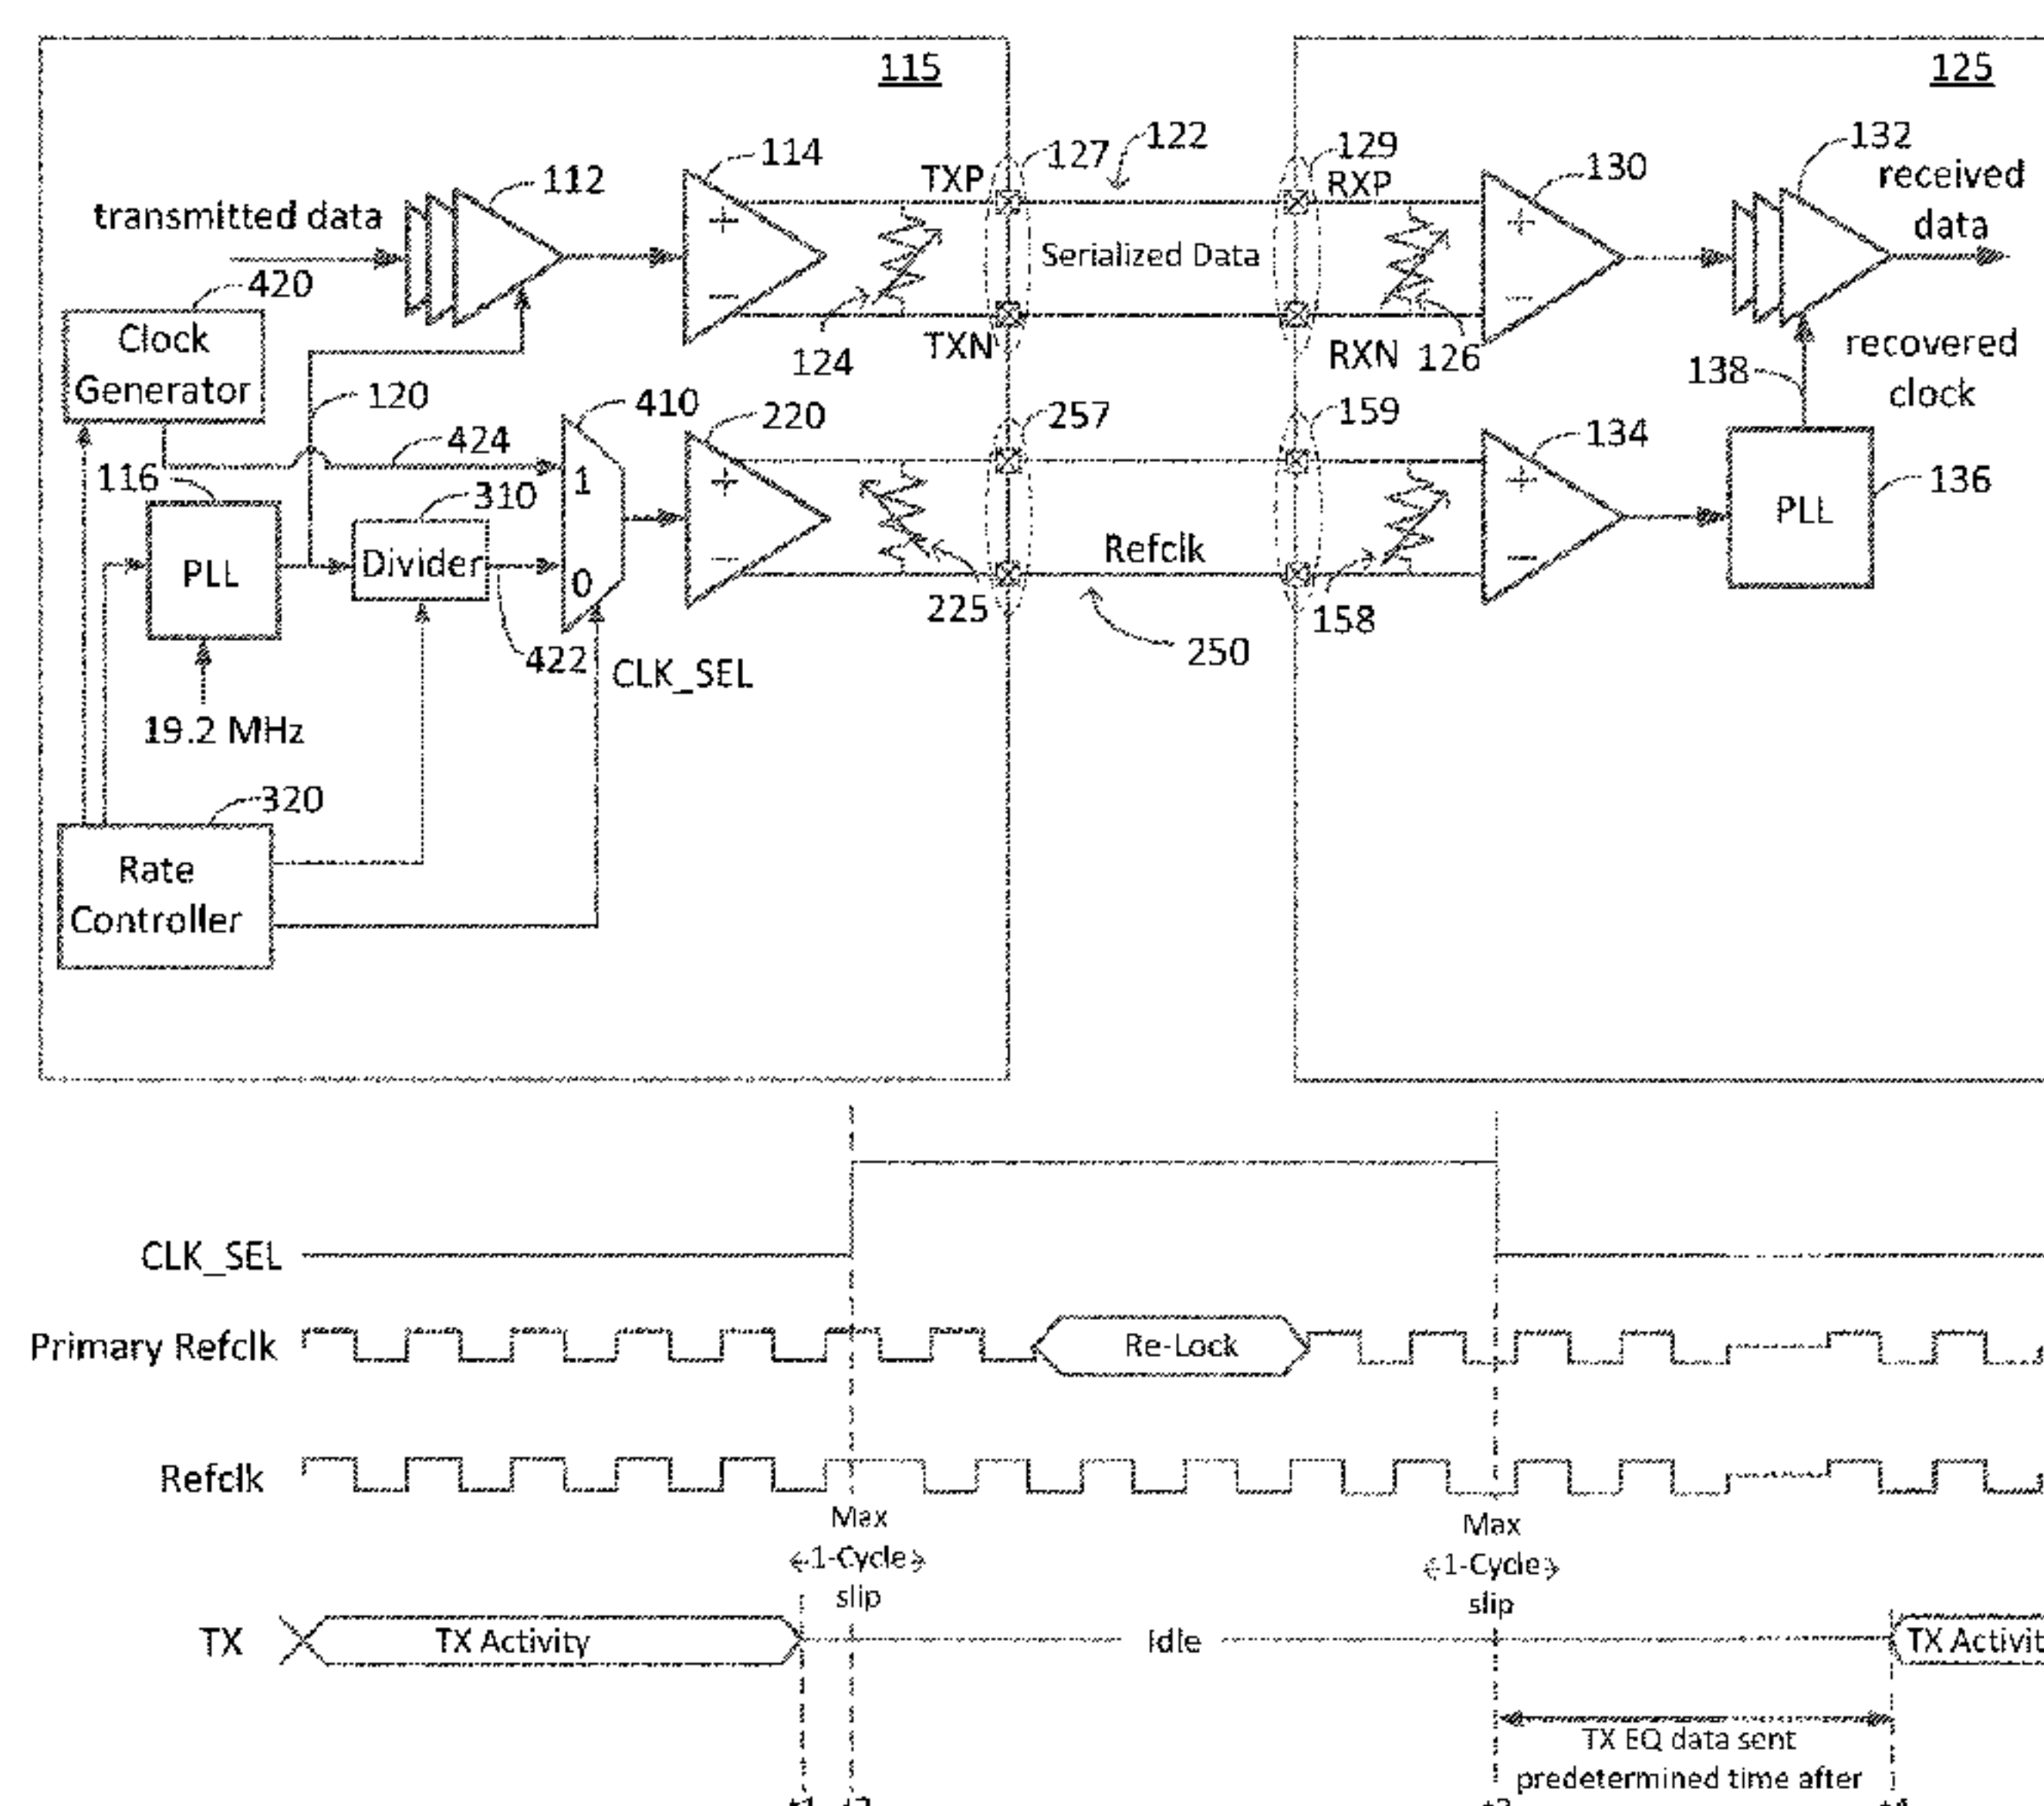 115
125
122
127
129
132
112
114
130
TXP
RXP
received
data
transmitted data
Serialized Data
420
Clock
Generator
124
TXN
RXN
126
recovered
clock
138
120
410
220
257
159
134
424
116
310
1
136
PLL
Divider
PLL
Refclk
0
225
158
250
422
CLK_SEL
19.2 MHz
320
Rate
Controller
CLK_SEL
Primary Refclk
Re-Lock
Refclk
Max
1-Cycle
slip
Max
1-Cycle
slip
TX
TX Activity
Idle
TX Activit
TX EQ data sent
predetermined time after